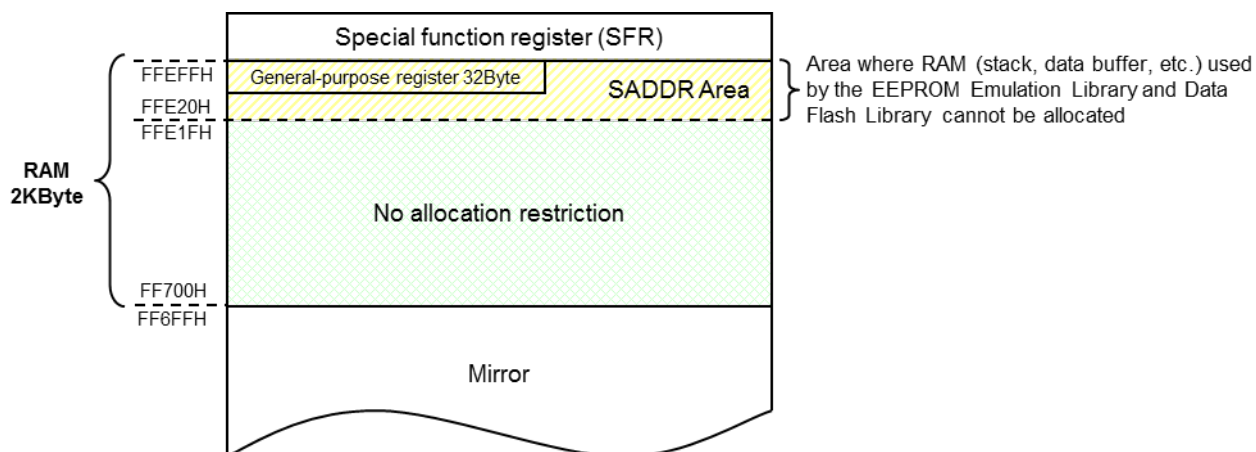 Special function register (SFR)
FFEFFH
General-purpose register 32Byte
FFE20H
SADDR Area
FFE1FH
Area where RAM (stack, data buffer, etc.) used
by the EEPROM Emulation Library and Data
Flash Library cannot be allocated
RAM
2KByte
No allocation restriction
FF700H
FF6FFH
Mirror